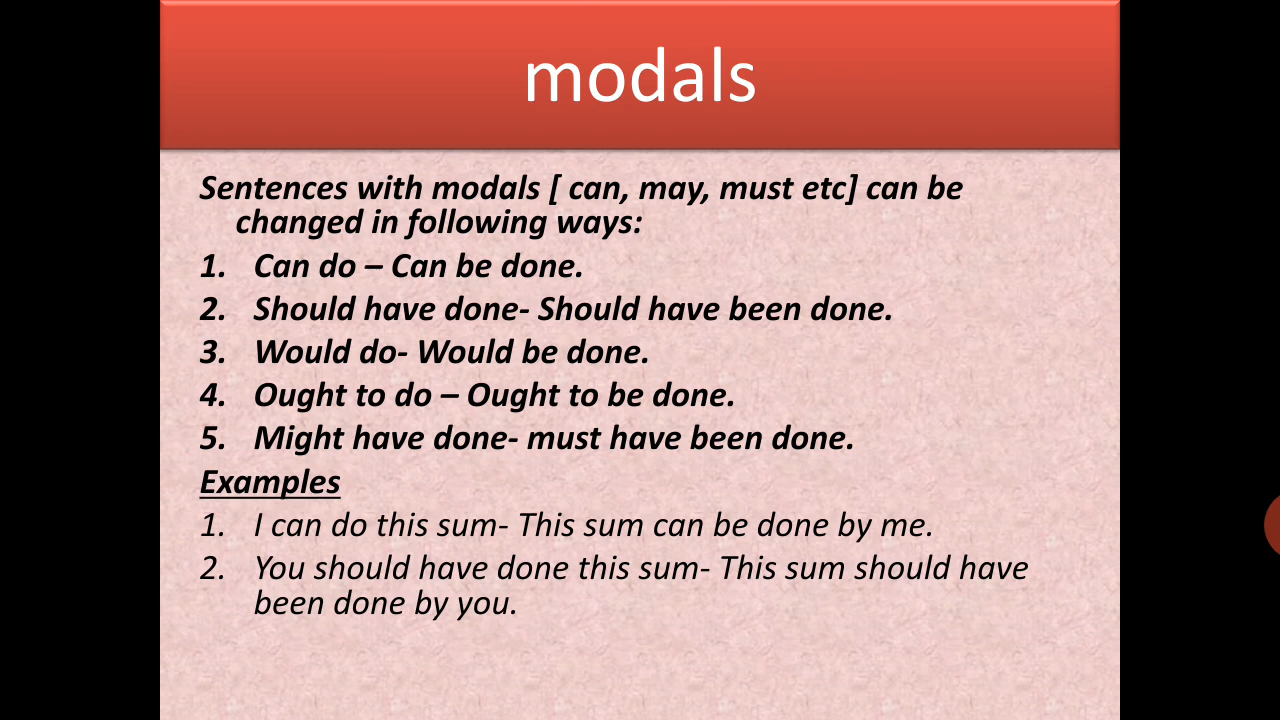 modals
Sentences with modals [ can, may, must etc] can be
changed in following ways:
1. Can do – Can be done.
2. Should have done- Should have been done.
3. Would do- Would be done.
4. Ought to do – Ought to be done.
5. Might have done- must have been done.
Examples
1. I can do this sum- This sum can be done by me.
2. You should have done this sum- This sum should have
been done by you.